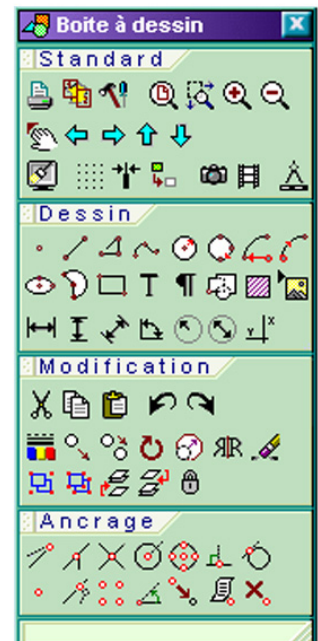 Boite à dessin
Standard
Dessin
T ¶
Y X
Modification
R R
Ancrage